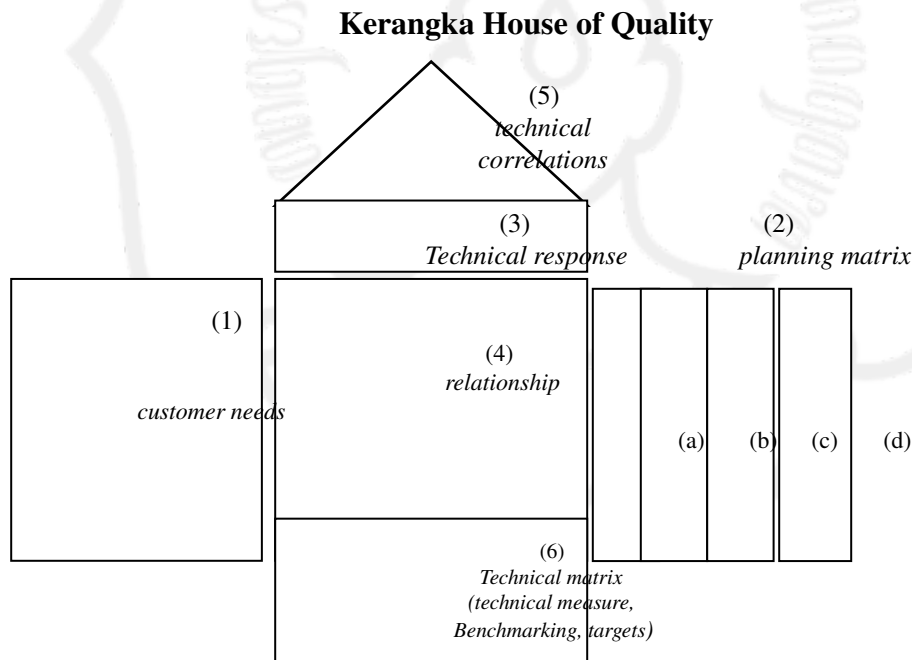 Kerangka House of Quality
(5)
technical
correlations
(3)
Technical response
(2)
planning matrix
(1)
customer needs
(4)
relationship
(a)
(b)
(c)
(d)
(6)
Technical matrix
(technical measure,
Benchmarking, targets)